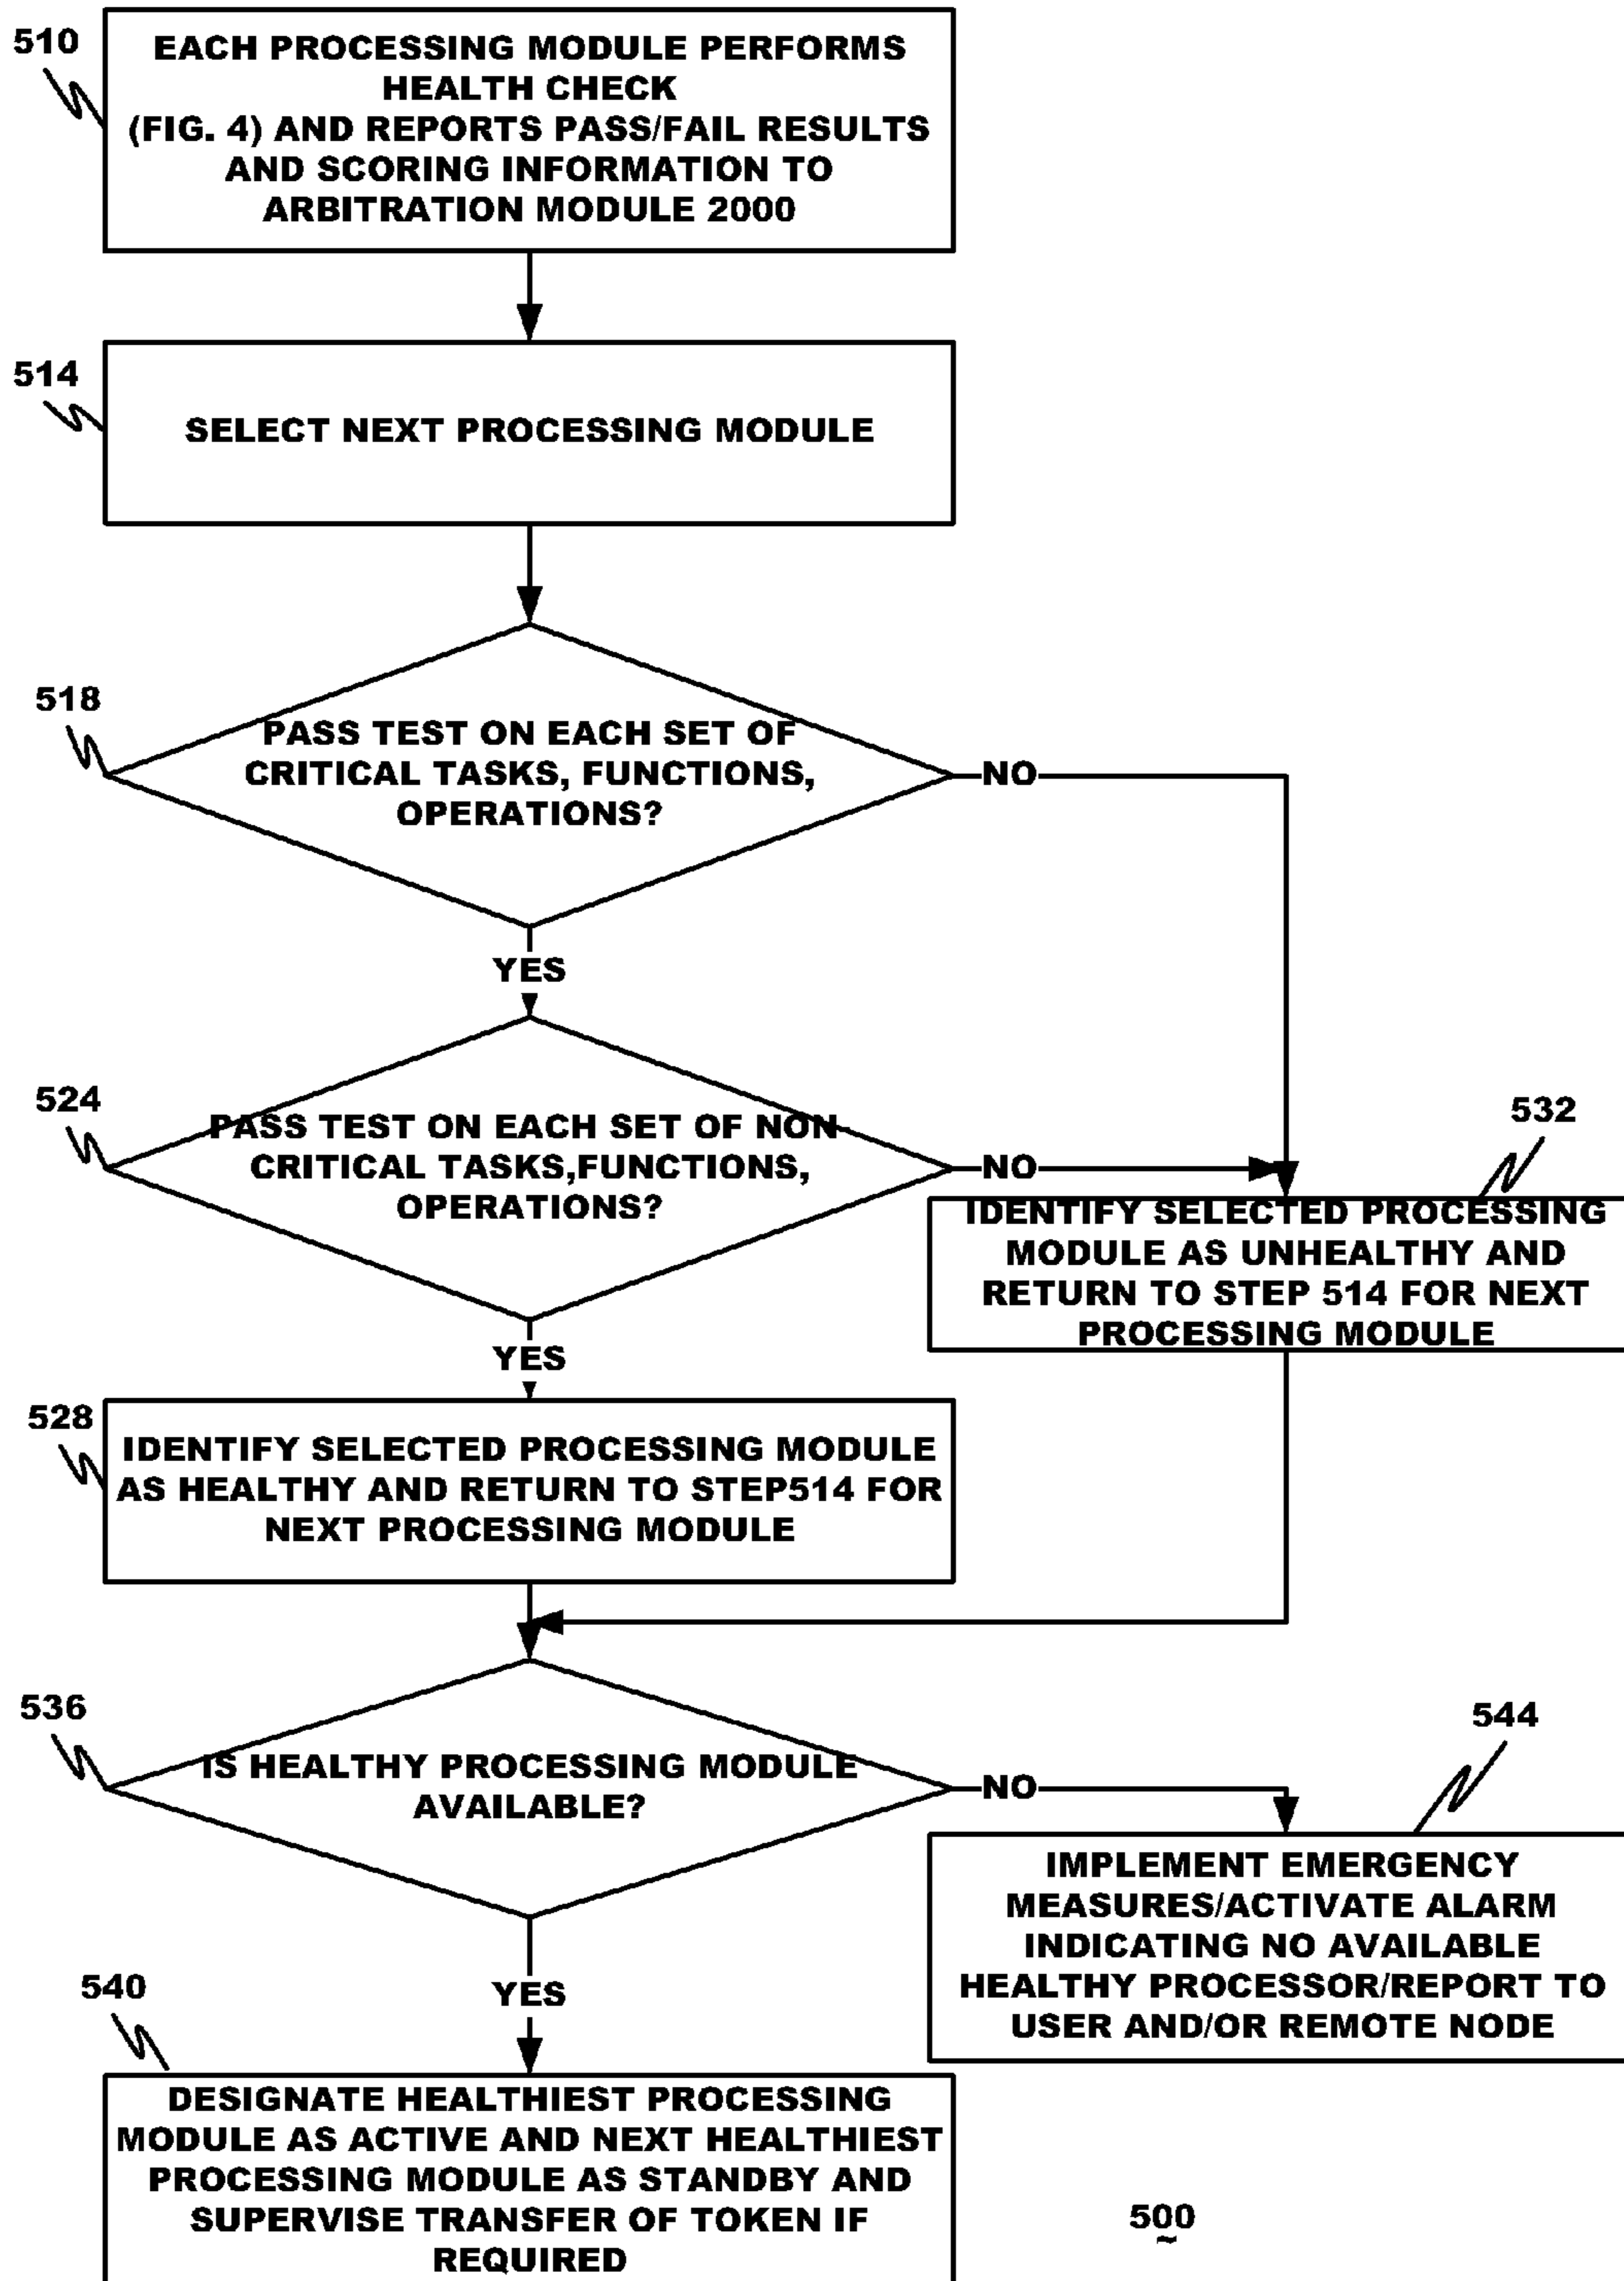 510
EACH PROCESSING MODULE PERFORMS
HEALTH CHECK
(FIG. 4) AND REPORTS PASS/FAIL RESULTS
AND SCORING INFORMATION TO
ARBITRATION MODULE 2000
514
SELECT NEXT PROCESSING MODULE
518
PASS TEST ON EACH SET OF
CRITICAL TASKS, FUNCTIONS,
OPERATIONS?
NO
YES
524
PASS TEST ON EACH SET OF NON
CRITICAL TASKS,FUNCTIONS,
OPERATIONS?
NO
532
IDENTIFY SELECTED PROCESSING
MODULE AS UNHEALTHY AND
RETURN TO STEP 514 FOR NEXT
PROCESSING MODULE
YES
528
IDENTIFY SELECTED PROCESSING MODULE
AS HEALTHY AND RETURN TO STEP514 FOR
NEXT PROCESSING MODULE
536
IS HEALTHY PROCESSING MODULE
AVAILABLE?
NO
544
IMPLEMENT EMERGENCY
MEASURES/ACTIVATE ALARM
INDICATING NO AVAILABLE
HEALTHY PROCESSOR/REPORT TO
USER AND/OR REMOTE NODE
YES
540
DESIGNATE HEALTHIEST PROCESSING
MODULE AS ACTIVE AND NEXT HEALTHIEST
PROCESSING MODULE AS STANDBY AND
SUPERVISE TRANSFER OF TOKEN IF
REQUIRED
500